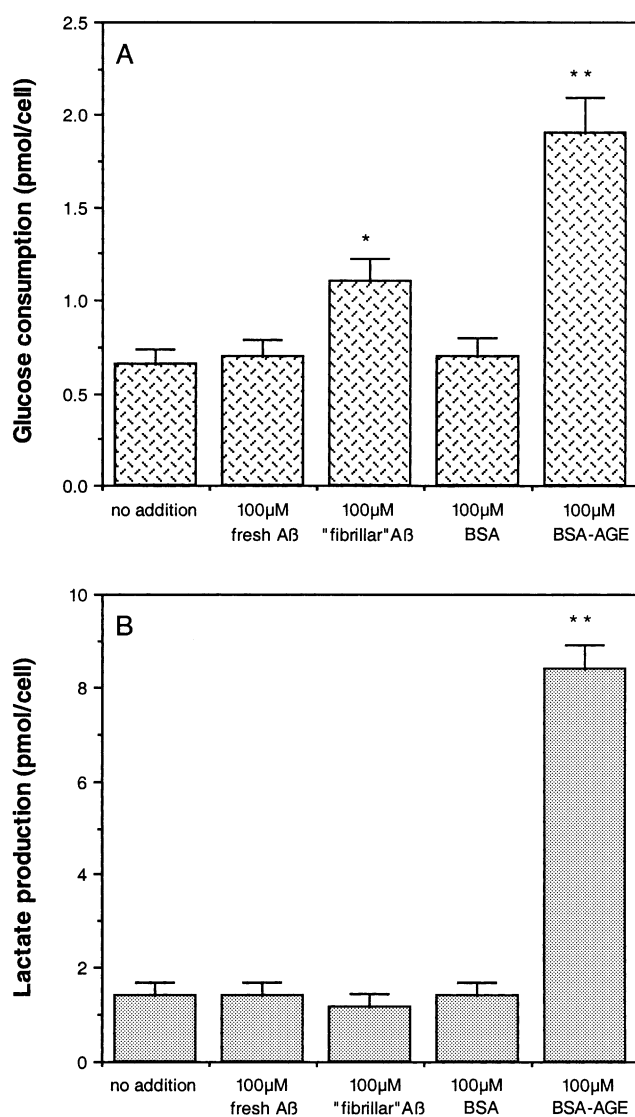 2.5
A
**
2.0
1.5
*
1.0
0.5
0.0
Glucose consumption (pmol/cell)
no addition 100µM 100µM 100µM 100µM
fresh Aß "fibrillar"Aß BSA BSA-AGE
10
B
**
8
6
4
2
0
Lactate production (pmol/cell)
no addition 100µM 100µM 100µM 100µM
fresh Aß "fibrillar"Aß BSA BSA-AGE